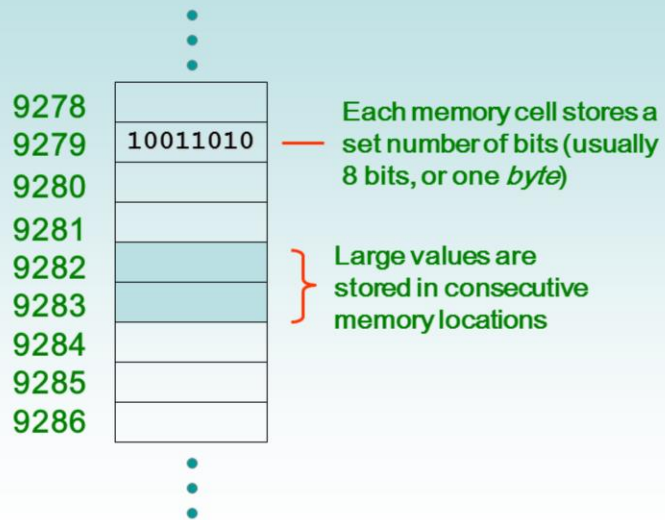 9278
9279 10011010 Each memory cell stores a
set number of bits (usually
8 bits, or one byte)
9280
9281
9282 Large values are
9283 stored in consecutive
memory locations
9284
9285
9286